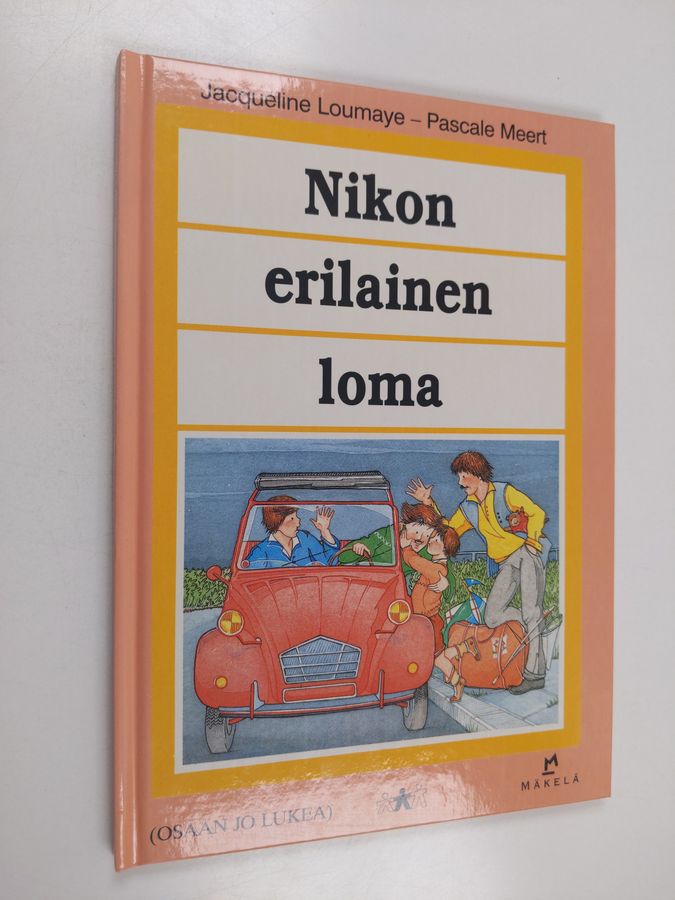 Jacqueline Loumaye – Pascale Meert
Nikon
erilainen
loma
MÄKELÄ
(OSAAN JO LUKEA)